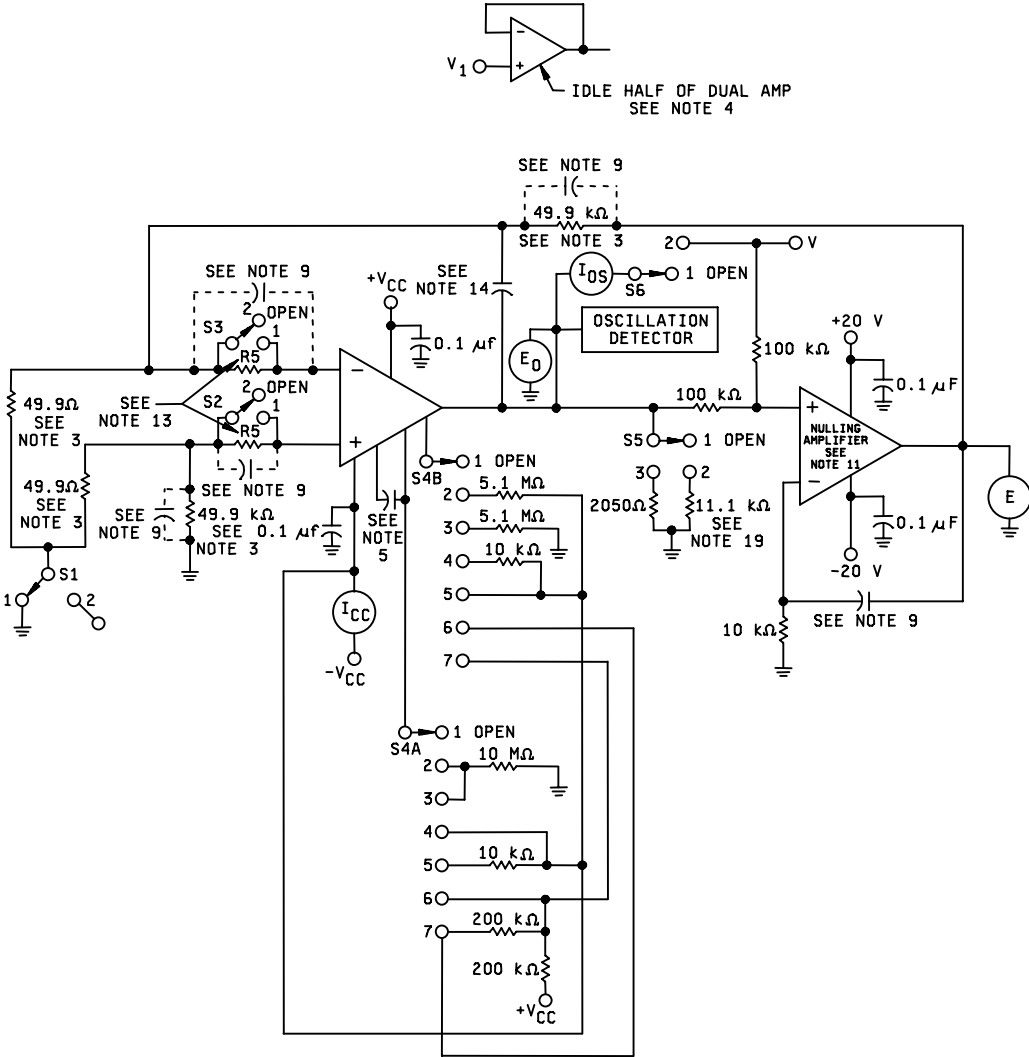 V1
IDLE HALF OF DUAL AMP
SEE NOTE 4
SEE NOTE 9
49.9 kΩ
SEE NOTE 3
2
V
SEE NOTE 9
+VCC
SEE
NOTE 14
IOS
S6
1 OPEN
2
OPEN
S3
1
0.1 µf
OSCILLATION
DETECTOR
+20 V
EO
100 kΩ
0.1 µF
R5
−
2
OPEN
49.9Ω
SEE
NOTE 3
SEE
NOTE 13
S2
1
R5
+
100 kΩ
+
NULLING
AMPLIFIER
SEE
NOTE 11
−
S5
1 OPEN
S4B
1 OPEN
49.9Ω
SEE
NOTE 3
SEE NOTE 9
SEE
NOTE 9
49.9 kΩ
SEE
NOTE 3
0.1 µf
SEE
NOTE
5
2
5.1 MΩ
3
5.1 MΩ
4
10 kΩ
5
6
7
3
2
2050Ω
11.1 kΩ
SEE
NOTE 19
E
0.1 µF
-20 V
S1
1
2
ICC
-VCC
10 kΩ
SEE NOTE 9
S4A
1 OPEN
2
10 MΩ
3
4
5
10 kΩ
6
7
200 kΩ
200 kΩ
+VCC